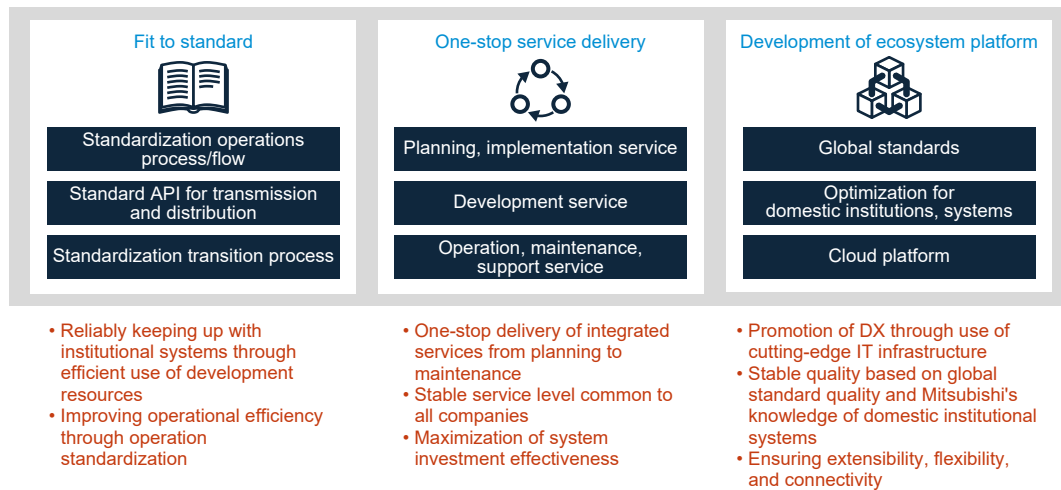 Fit to standard
Standardization operations
process/flow
Standard API for transmission
and distribution
Standardization transition process
• Reliably keeping up with
institutional systems through
efficient use of development
resources
• Improving operational efficiency
through operation
standardization
One-stop service delivery
Planning, implementation service
Development service
Operation, maintenance,
support service
• One-stop delivery of integrated
services from planning to
maintenance
• Stable service level common to
all companies
• Maximization of system
investment effectiveness
Development of ecosystem platform
Global standards
Optimization for
domestic institutions, systems
Cloud platform
• Promotion of DX through use of
cutting-edge IT infrastructure
• Stable quality based on global
standard quality and Mitsubishi's
knowledge of domestic institutional
systems
• Ensuring extensibility, flexibility,
and connectivity